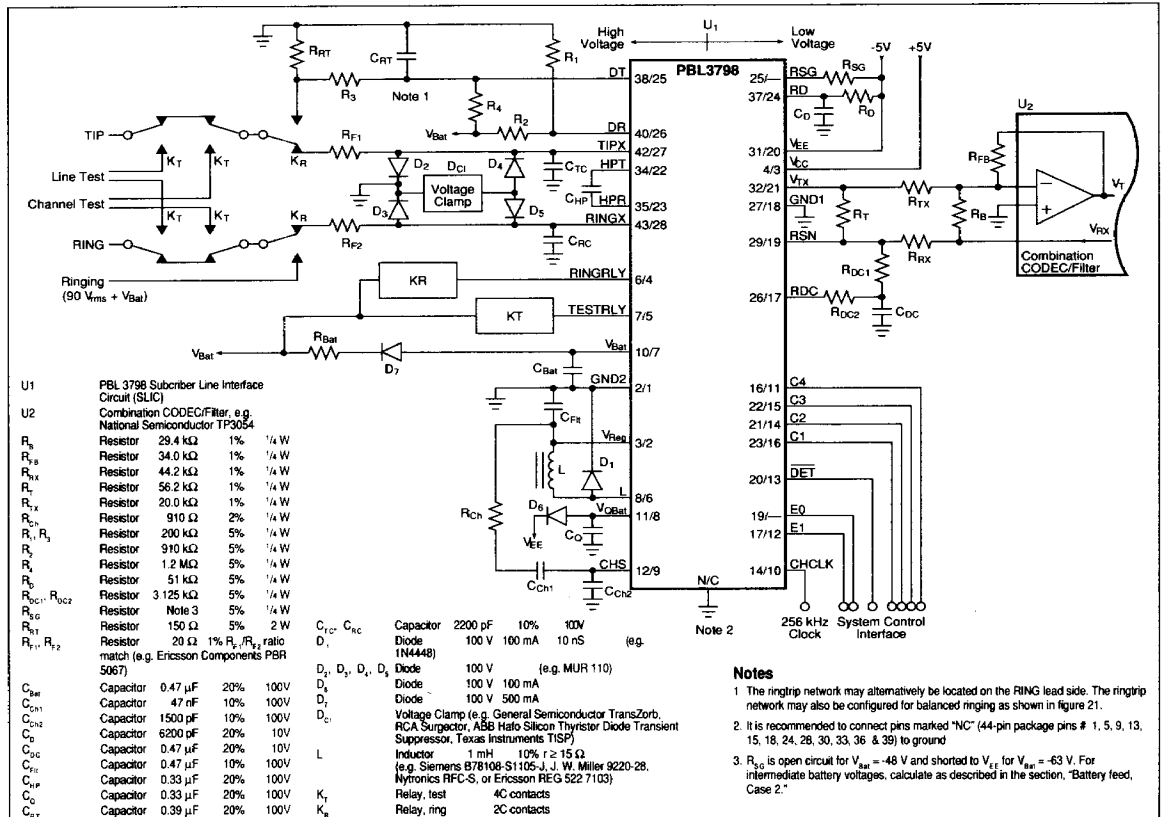 U1
High Voltage
Low Voltage
-5V
+5V
PBL3798
RRT
CRT
R1
R3
Note 1
R4
VBat
R2
DT
38/25
DR
40/26
TIPX
42/27
HPT
34/22
HPR
35/23
RINGX
43/28
RINGRLY
6/4
TESTRLY
7/5
VBat
10/7
GND2
2/1
VReg
3/2
L
8/6
VQBat
11/8
CHS
12/9
N/C
Note 2
TIP
KT
KT
KR
RF1
D2
DCl
D4
CTC
CHP
Line Test
Voltage Clamp
Channel Test
D3
D5
KT
KT
KR
RING
RF2
CRC
Ringing
(90 Vrms + VBat)
KR
KT
VBat
RBat
D7
CBat
CFlt
L
D1
RCh
D6
VEE
CQ
CCh1
CCh2
25/—
RSG
RSG
37/24
RD
CD
RD
31/20
VEE
4/3
VCC
32/21
VTX
27/18
GND1
29/19
RSN
26/17
RDC
RT
RTX
RB
RRX
RDC1
RDC2
CDC
U2
RFB
VT
VRX
Combination CODEC/Filter
16/11
C4
22/15
C3
21/14
C2
23/16
C1
20/13
DET
19/—
E0
17/12
E1
14/10
CHCLK
256 kHz Clock
System Control Interface
U1 PBL 3798 Subcriber Line Interface
Circuit (SLIC)
U2 Combination CODEC/Filter, e.g.
National Semiconductor TP3054
RB Resistor 29.4 kΩ 1% 1/4 W
RFB Resistor 34.0 kΩ 1% 1/4 W
RRX Resistor 44.2 kΩ 1% 1/4 W
RT Resistor 56.2 kΩ 1% 1/4 W
RTX Resistor 20.0 kΩ 1% 1/4 W
RCh Resistor 910 Ω 2% 1/4 W
R1, R3 Resistor 200 kΩ 5% 1/4 W
R2 Resistor 910 kΩ 5% 1/4 W
R4 Resistor 1.2 MΩ 5% 1/4 W
RD Resistor 51 kΩ 5% 1/4 W
RDC1, RDC2 Resistor 3.125 kΩ 5% 1/4 W
RSG Resistor Note 3 5% 1/4 W
RRT Resistor 150 Ω 5% 2 W
RF1, RF2 Resistor 20 Ω 1% RF1/RF2 ratio
match (e.g. Ericsson Components PBR
5067)
CBat Capacitor 0.47 µF 20% 100V
CCh1 Capacitor 47 nF 10% 100V
CCh2 Capacitor 1500 pF 10% 100V
CD Capacitor 6200 pF 20% 10V
CDC Capacitor 0.47 µF 20% 10V
CFlt Capacitor 0.47 µF 10% 100V
CHP Capacitor 0.33 µF 20% 100V
CQ Capacitor 0.33 µF 20% 100V
CRT Capacitor 0.39 µF 20% 100V
CTC, CRC Capacitor 2200 pF 10% 100V
D1 Diode 100 V 100 mA 10 nS (e.g.
1N4448)
D2, D3, D4, D5 Diode 100 V (e.g. MUR 110)
D6 Diode 100 V 100 mA
D7 Diode 100 V 500 mA
DCl Voltage Clamp (e.g. General Semiconductor TransZorb,
RCA Surgector, ABB Hafo Silicon Thyristor Diode Transient
Suppressor, Texas Instruments TISP)
L Inductor 1 mH 10% r ≥ 15 Ω
(e.g. Siemens B78108-S1105-J, J. W. Miller 9220-28,
Nytronics RFC-S, or Ericsson REG 522 7103)
KT Relay, test 4C contacts
KR Relay, ring 2C contacts
Notes
1 The ringtrip network may alternatively be located on the RING lead side. The ringtrip
network may also be configured for balanced ringing as shown in figure 21.
2. It is recommended to connect pins marked "NC" (44-pin package pins # 1, 5, 9, 13,
15, 18, 24, 28, 30, 33, 36 & 39) to ground
3. RSG is open circuit for VBat = -48 V and shorted to VEE for VBat = -63 V. For
intermediate battery voltages, calculate as described in the section, "Battery feed,
Case 2."